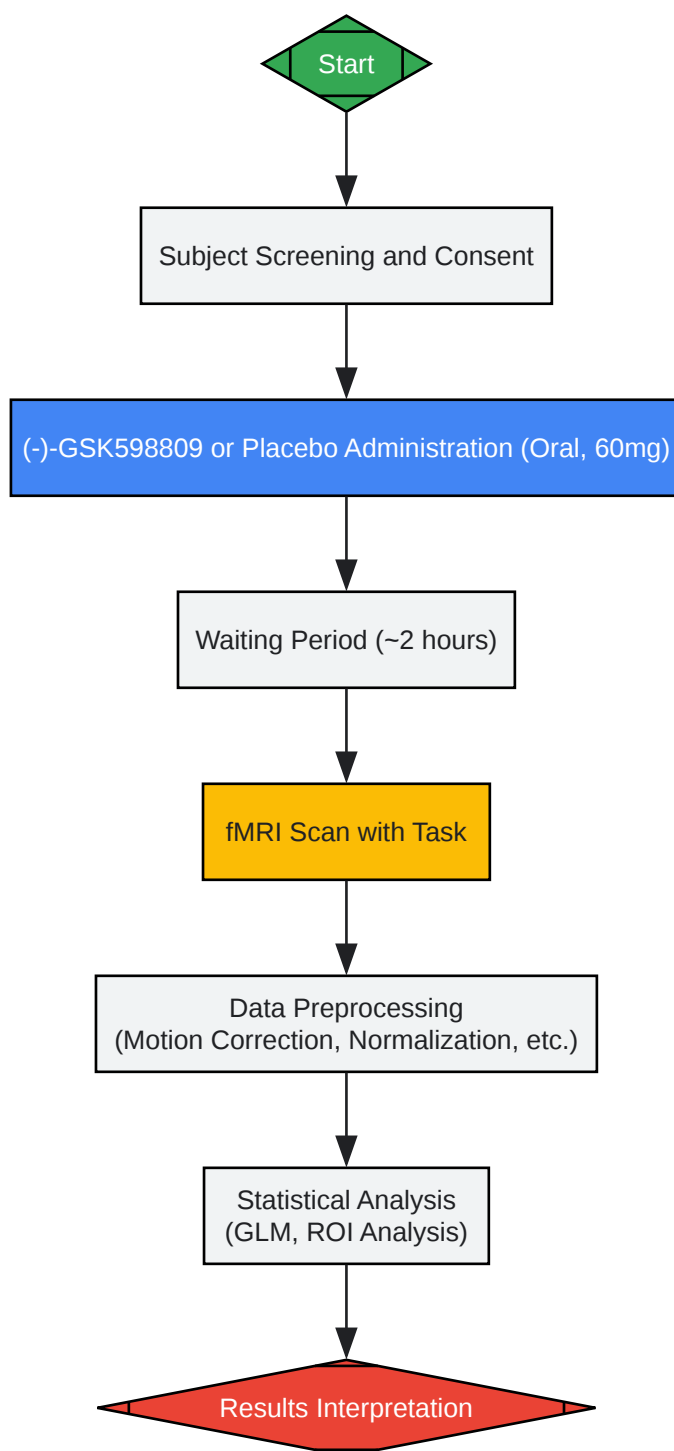 Start
Subject Screening and Consent
(-)-GSK598809 or Placebo Administration (Oral, 60mg)
Waiting Period (~2 hours)
fMRI Scan with Task
Data Preprocessing
(Motion Correction, Normalization, etc.)
Statistical Analysis
(GLM, ROI Analysis)
Results Interpretation